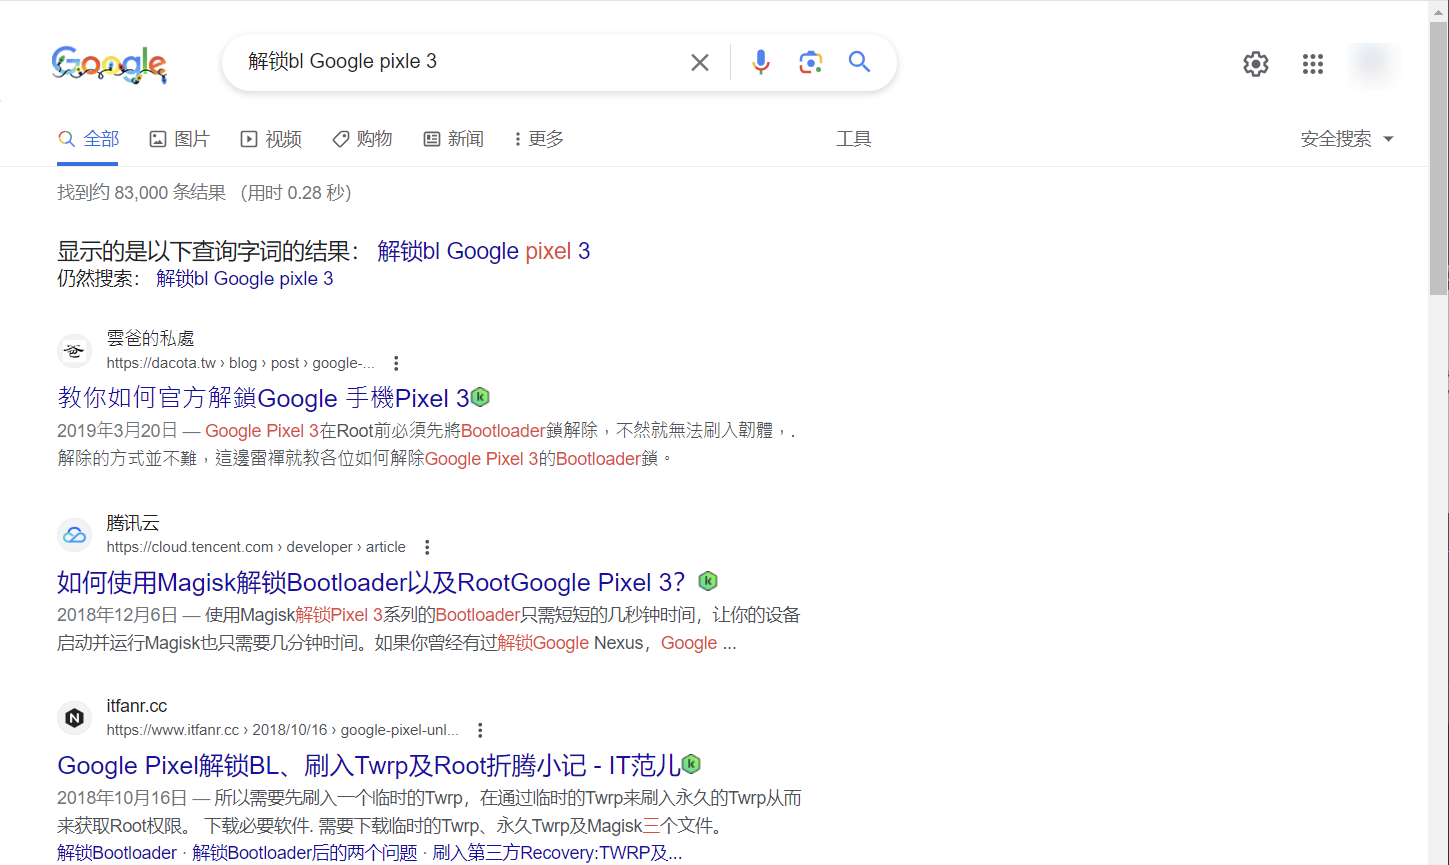 Google
解锁bl Google pixle 3
全部 图片 视频 购物 新闻 更多 工具 安全搜索
找到约 83,000 条结果 （用时 0.28 秒）
显示的是以下查询字词的结果： 解锁bl Google pixel 3
仍然搜索： 解锁bl Google pixle 3
雲爸的私處
https://dacota.tw › blog › post › google-...
教你如何官方解鎖Google 手機Pixel 3
2019年3月20日 — Google Pixel 3在Root前必須先將Bootloader鎖解除，不然就無法刷入韌體，.
解除的方式並不難，這邊雷禪就教各位如何解除Google Pixel 3的Bootloader鎖。
腾讯云
https://cloud.tencent.com › developer › article
如何使用Magisk解锁Bootloader以及RootGoogle Pixel 3？
2018年12月6日 — 使用Magisk解锁Pixel 3系列的Bootloader只需短短的几秒钟时间，让你的设备
启动并运行Magisk也只需要几分钟时间。如果你曾经有过解锁Google Nexus，Google ...
itfanr.cc
https://www.itfanr.cc › 2018/10/16 › google-pixel-unl...
Google Pixel解锁BL、刷入Twrp及Root折腾小记 - IT范儿
2018年10月16日 — 所以需要先刷入一个临时的Twrp，在通过临时的Twrp来刷入永久的Twrp从而
来获取Root权限。 下载必要软件. 需要下载临时的Twrp、永久Twrp及Magisk三个文件。
解锁Bootloader · 解锁Bootloader后的两个问题 · 刷入第三方Recovery:TWRP及...